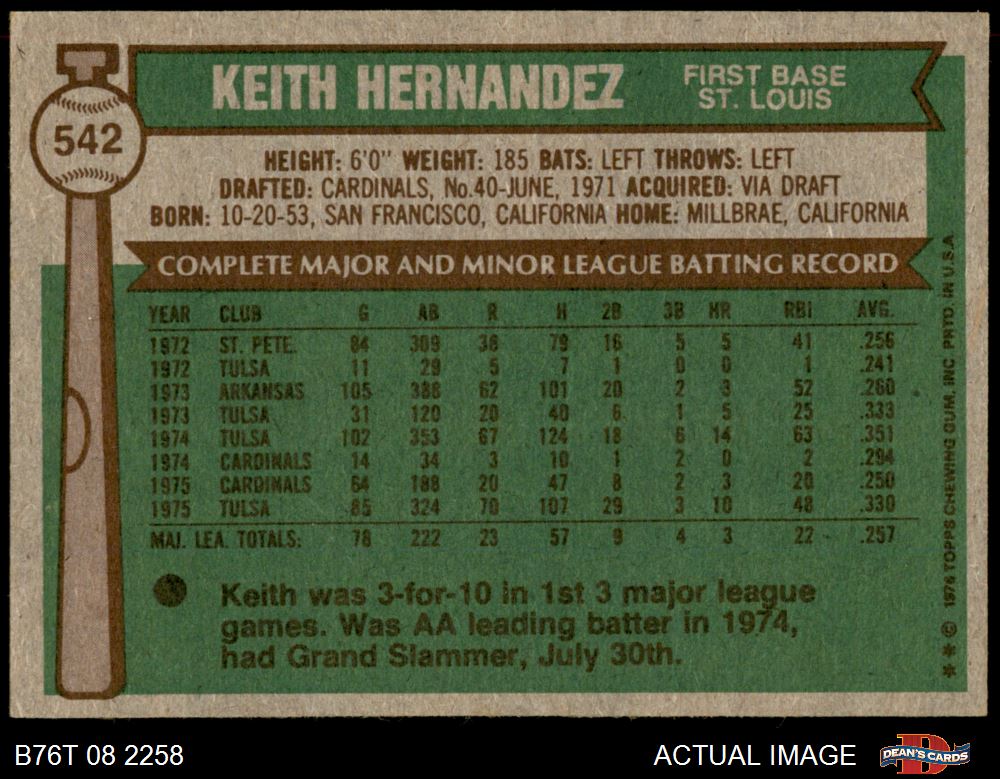 KEITH HERNANDEZ
FIRST BASE
ST. LOUIS
542
HEIGHT: 6'0" WEIGHT: 185 BATS: LEFT THROWS: LEFT
DRAFTED: CARDINALS, No.40-JUNE, 1971 ACQUIRED: VIA DRAFT
BORN: 10-20-53, SAN FRANCISCO, CALIFORNIA HOME: MILLBRAE, CALIFORNIA
COMPLETE MAJOR AND MINOR LEAGUE BATTING RECORD
YEAR CLUB G AB R H 2B 3B HR RBI AVG.
1972 ST. PETE. 84 309 38 79 16 5 5 41 .256
1972 TULSA 11 29 5 7 1 0 0 1 .241
1973 ARKANSAS 105 388 62 101 20 2 3 52 .260
1973 TULSA 31 120 20 40 6 1 5 25 .333
1974 TULSA 102 353 67 124 18 6 14 63 .351
1974 CARDINALS 14 34 3 10 1 2 0 2 .294
1975 CARDINALS 64 188 20 47 8 2 3 20 .250
1975 TULSA 85 324 70 107 29 3 10 48 .330
MAJ. LEA. TOTALS: 78 222 23 57 9 4 3 22 .257
Keith was 3-for-10 in 1st 3 major league
games. Was AA leading batter in 1974,
had Grand Slammer, July 30th.
* * © 1976 TOPPS CHEWING GUM, INC. PRTD. IN U.S.A.
B76T 08 2258
ACTUAL IMAGE
DEAN'S CARDS